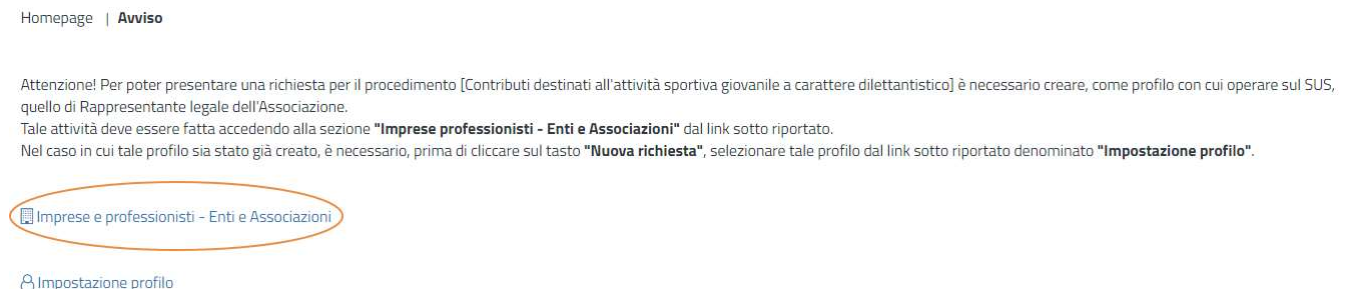 Homepage | Avviso
Attenzione! Per poter presentare una richiesta per il procedimento [Contributi destinati all'attività sportiva giovanile a carattere dilettantistico] è necessario creare, come profilo con cui operare sul SUS,
quello di Rappresentante legale dell'Associazione.
Tale attività deve essere fatta accedendo alla sezione "Imprese professionisti - Enti e Associazioni" dal link sotto riportato.
Nel caso in cui tale profilo sia stato già creato, è necessario, prima di cliccare sul tasto "Nuova richiesta", selezionare tale profilo dal link sotto riportato denominato "Impostazione profilo".
Imprese e professionisti - Enti e Associazioni
Impostazione profilo